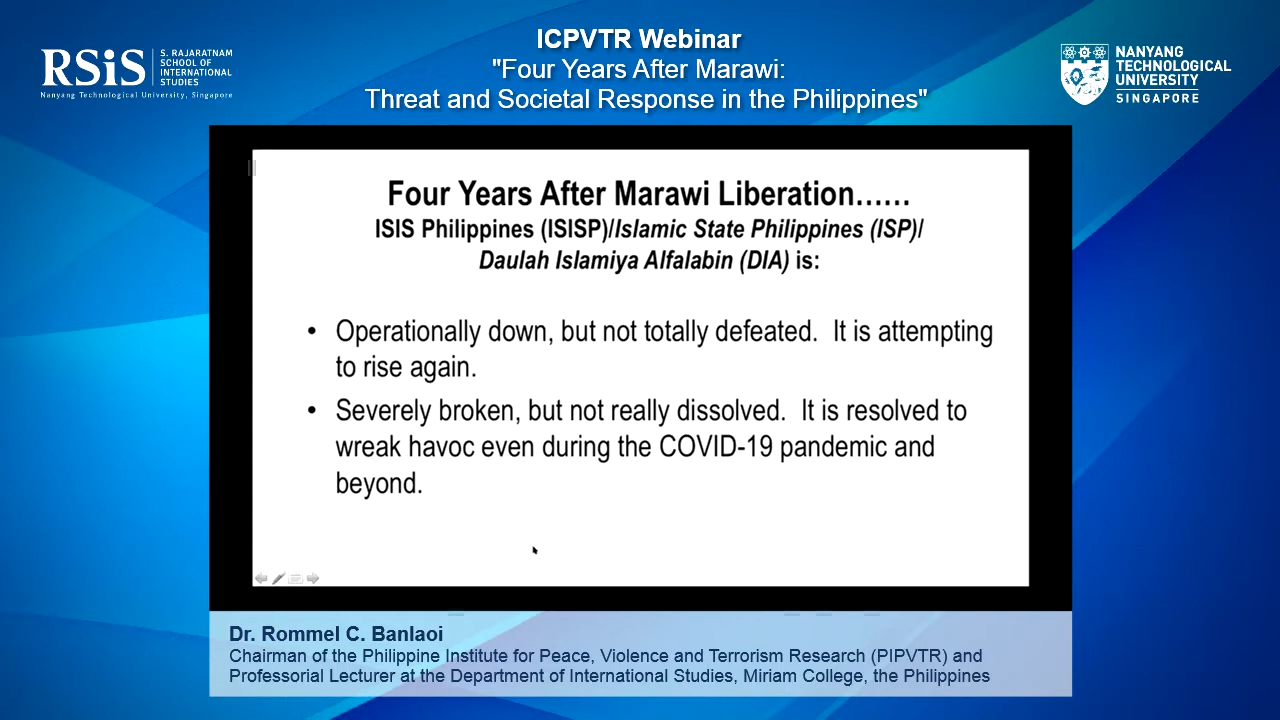 RSiS
S. RAJARATNAM
SCHOOL OF
INTERNATIONAL
STUDIES
Nanyang Technological University, Singapore
ICPVTR Webinar
"Four Years After Marawi:
Threat and Societal Response in the Philippines"
NANYANG
TECHNOLOGICAL
UNIVERSITY
SINGAPORE
Four Years After Marawi Liberation……
ISIS Philippines (ISISP)/Islamic State Philippines (ISP)/
Daulah Islamiya Alfalabin (DIA) is:
• Operationally down, but not totally defeated.  It is attempting
to rise again.
• Severely broken, but not really dissolved.  It is resolved to
wreak havoc even during the COVID-19 pandemic and
beyond.
Dr. Rommel C. Banlaoi
Chairman of the Philippine Institute for Peace, Violence and Terrorism Research (PIPVTR) and
Professorial Lecturer at the Department of International Studies, Miriam College, the Philippines